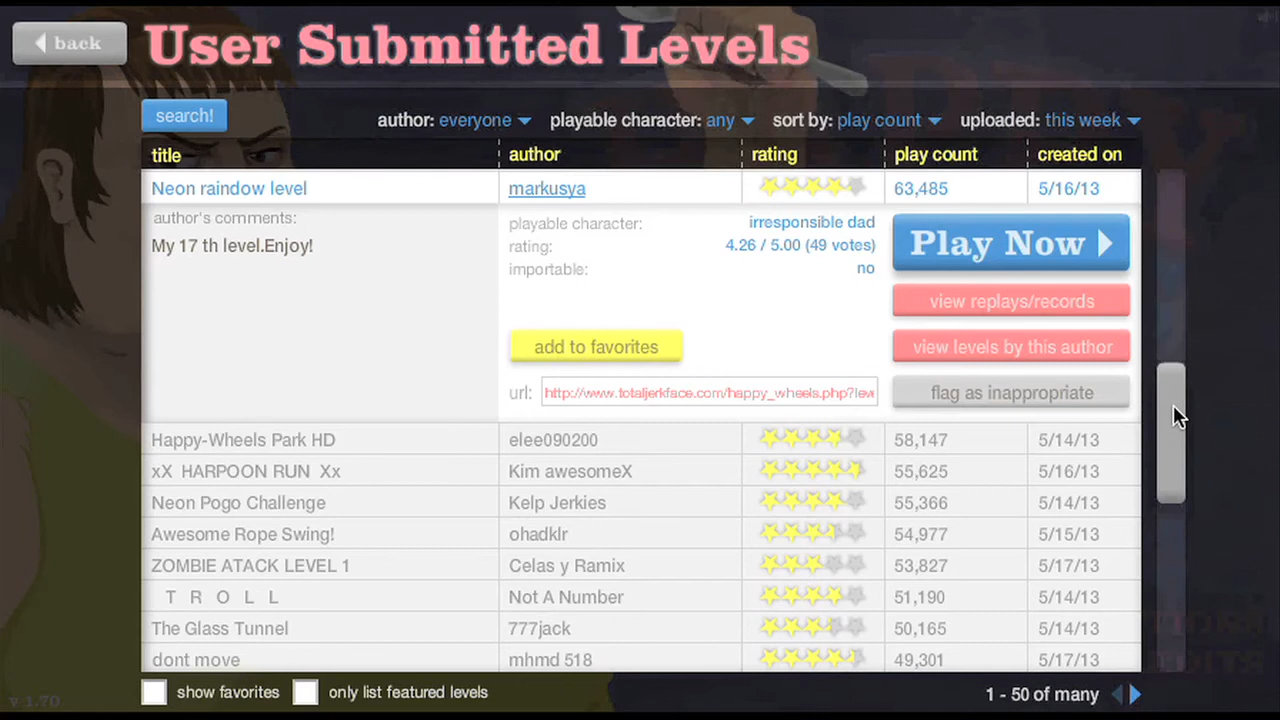 back
User Submitted Levels
search!
author: everyone playable character: any sort by: play count uploaded: this week
title author rating play count created on
Neon raindow level markusya 63,485 5/16/13
author's comments:
My 17 th level.Enjoy!
playable character: irresponsible dad
rating: 4.26 / 5.00 (49 votes)
importable: no
Play Now
view replays/records
add to favorites
view levels by this author
url: http://www.totaljerkface.com/happy_wheels.php?leve
flag as inappropriate
Happy-Wheels Park HD elee090200 58,147 5/14/13
xX HARPOON RUN Xx Kim awesomeX 55,625 5/16/13
Neon Pogo Challenge Kelp Jerkies 55,366 5/14/13
Awesome Rope Swing! ohadklr 54,977 5/15/13
ZOMBIE ATACK LEVEL 1 Celas y Ramix 53,827 5/17/13
T R O L L Not A Number 51,190 5/14/13
The Glass Tunnel 777jack 50,165 5/14/13
dont move mhmd 518 49,301 5/17/13
show favorites only list featured levels 1 - 50 of many
v 1.70